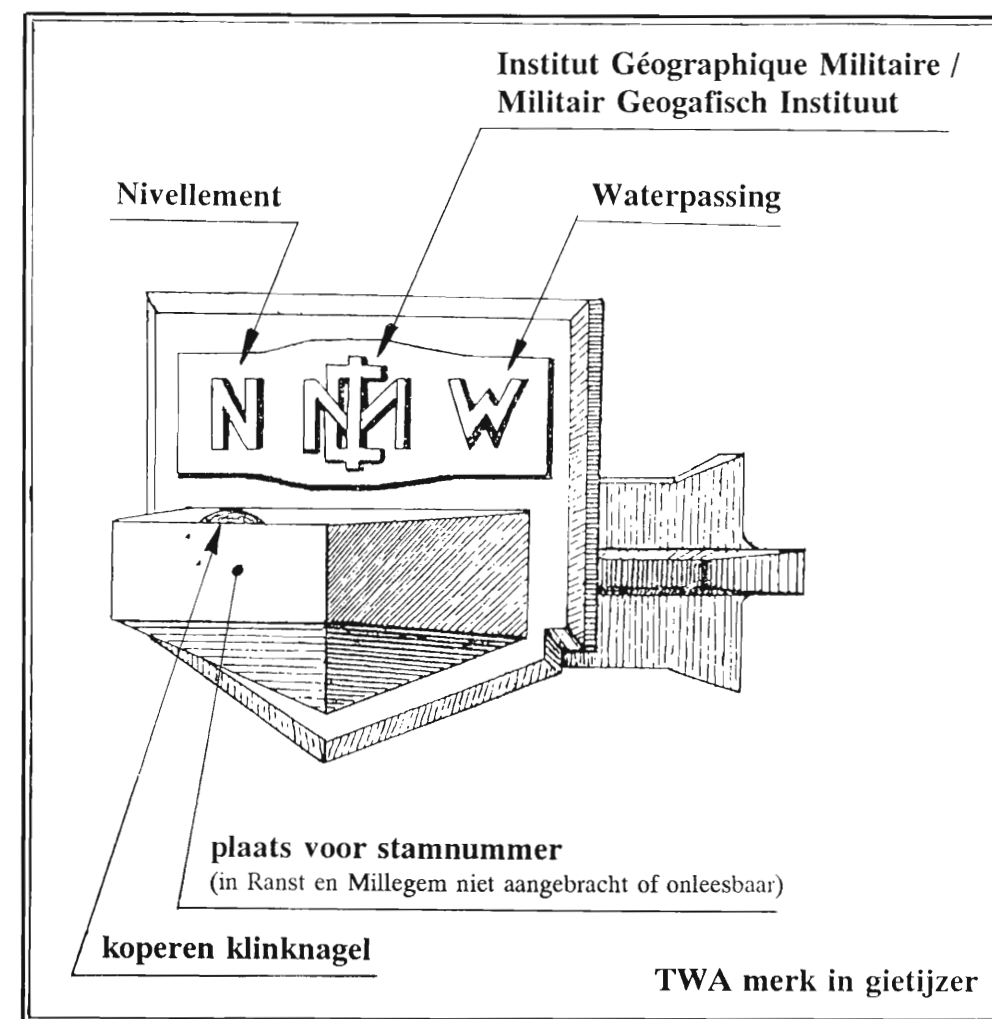 Institut Géographique Militaire /
Militair Geogafisch Instituut
Nivellement
Waterpassing
N
W
plaats voor stamnummer
(in Ranst en Millegem niet aangebracht of onleesbaar)
koperen klinknagel
TWA merk in gietijzer